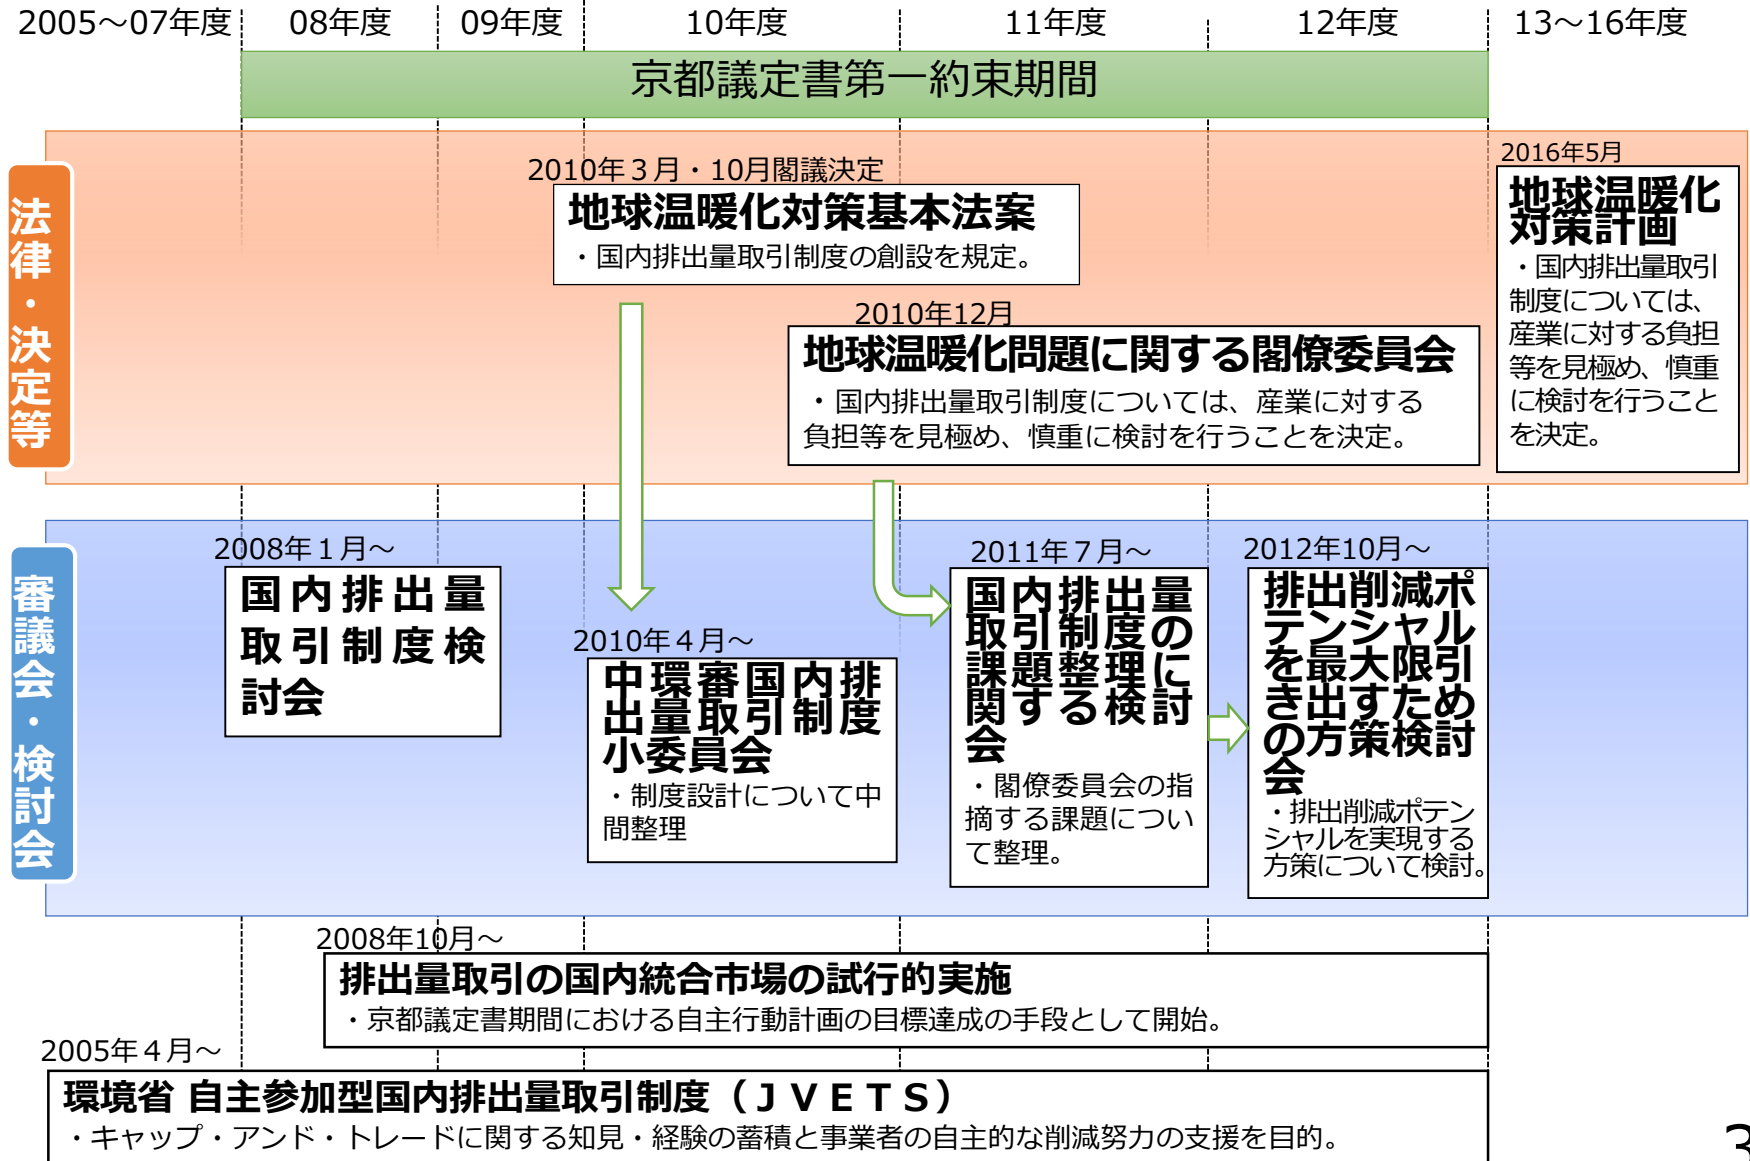 2005～07年度
08年度
09年度
10年度
11年度
12年度
13～16年度
京都議定書第一約束期間
法律・決定等
2010年３月・10月閣議決定
地球温暖化対策基本法案
・国内排出量取引制度の創設を規定。
2010年12月
地球温暖化問題に関する閣僚委員会
・国内排出量取引制度については、産業に対する
負担等を見極め、慎重に検討を行うことを決定。
2016年5月
地球温暖化
対策計画
・国内排出量取引
制度については、
産業に対する負担
等を見極め、慎重
に検討を行うこと
を決定。
審議会・検討会
2008年１月～
国内排出量
取引制度検
討会
2010年４月～
中環審国内排
出量取引制度
小委員会
・制度設計について中
間整理
2011年７月～
国内排出量
取引制度の
課題整理に
関する検討
会
・閣僚委員会の指
摘する課題につい
て整理。
2012年10月～
排出削減ポ
テンシャル
を最大限引
き出すため
の方策検討
会
・排出削減ポテン
シャルを実現する
方策について検討。
2008年10月～
排出量取引の国内統合市場の試行的実施
・京都議定書期間における自主行動計画の目標達成の手段として開始。
2005年４月～
環境省 自主参加型国内排出量取引制度（ＪＶＥＴＳ）
・キャップ・アンド・トレードに関する知見・経験の蓄積と事業者の自主的な削減努力の支援を目的。
3